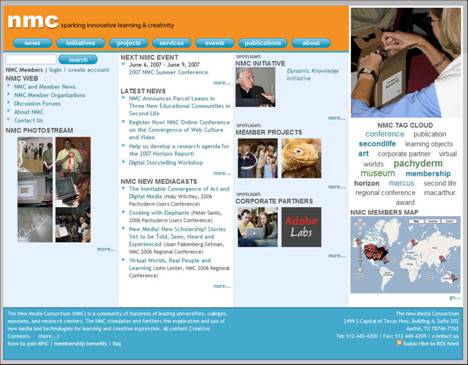 nmc sparking innovative learning & creativity
news initiatives projects services events publications about
search
NMC Members | login / create account
NMC WEB
NMC and Member News
NMC Member Organizations
Discussion Forums
About NMC
Contact Us
NMC PHOTOSTREAM
more...
NEXT NMC EVENT
June 6, 2007 - June 9, 2007
2007 NMC Summer Conference
more...
LATEST NEWS
NMC Announces Parcel Leases in
Three New Educational Communities in
Second Life
Register Now! NMC Online Conference
on the Convergence of Web Culture
and Video
Help us develop a research agenda for
the 2007 Horizon Report!
Digital Storytelling Workshop
more...
NMC NEW MEDIACASTS
The Inevitable Convergence of Art and
Digital Media (Holly Witchey, 2006
Pachyderm Users Conference)
Cooking with Elephants (Peter Samis,
2006 Pachyderm Users Conference)
New Media? New Scholarship? Stories
Yet to be Told, Seen, Heard and
Experienced (Joan Falkenberg Getman,
NMC 2006 Regional Conference)
Virtual Worlds, Real People and
Learning (John Lester, NMC 2006 Regional
Conference)
more...
SPOTLIGHT:
NMC INITIATIVE
Dynamic Knowledge
Initiative
more...
SPOTLIGHT:
MEMBER PROJECTS
more...
SPOTLIGHT:
CORPORATE PARTNERS
Adobe
Labs
more...
NMC TAG CLOUD
conference publication
secondlife learning objects
art corporate partner virtual
worlds pachyderm
museum membership
horizon marcus second life
regional conference macarthur
award
NMC MEMBERS MAP
go...
The New Media Consortium (NMC) is a community of hundreds of leading universities, colleges,
museums, and research centers. The NMC stimulates and furthers the exploration and use of
new media and technologies for learning and creative expression. All content Creative
Commons. (more...)
how to join NMC | membership benefits | faq
The New Media Consortium
2499 S Capital of Texas Hwy, Building A, Suite 202
Austin, TX 78746-7762
Tel: 512-445-4200 | Fax: 512 445-4205 | contact us
Subscribe to RSS feed